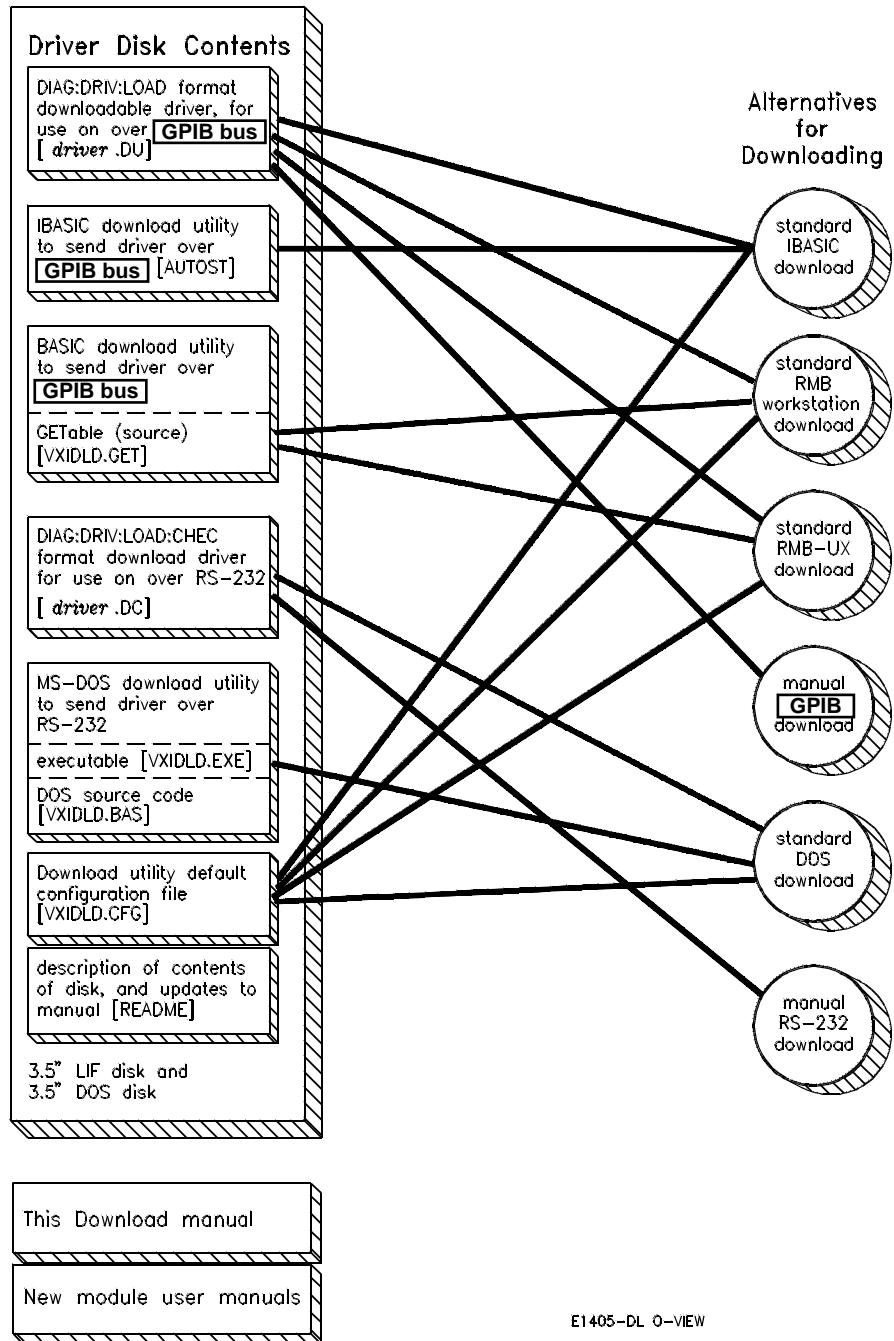 Driver Disk Contents
DIAG:DRIV:LOAD format
downloadable driver, for
use on over GPIB bus
[ driver .DU]
IBASIC download utility
to send driver over
GPIB bus [AUTOST]
BASIC download utility
to send driver over
GPIB bus
GETable (source)
[VXIDLD.GET]
DIAG:DRIV:LOAD:CHEC
format download driver
for use on over RS-232
[ driver .DC]
MS-DOS download utility
to send driver over
RS-232
executable [VXIDLD.EXE]
DOS source code
[VXIDLD.BAS]
Download utility default
configuration file
[VXIDLD.CFG]
description of contents
of disk, and updates to
manual [README]
3.5" LIF disk and
3.5" DOS disk
Alternatives
for
Downloading
standard
IBASIC
download
standard
RMB
workstation
download
standard
RMB-UX
download
manual
GPIB
download
standard
DOS
download
manual
RS-232
download
This Download manual
New module user manuals
E1405-DL O-VIEW